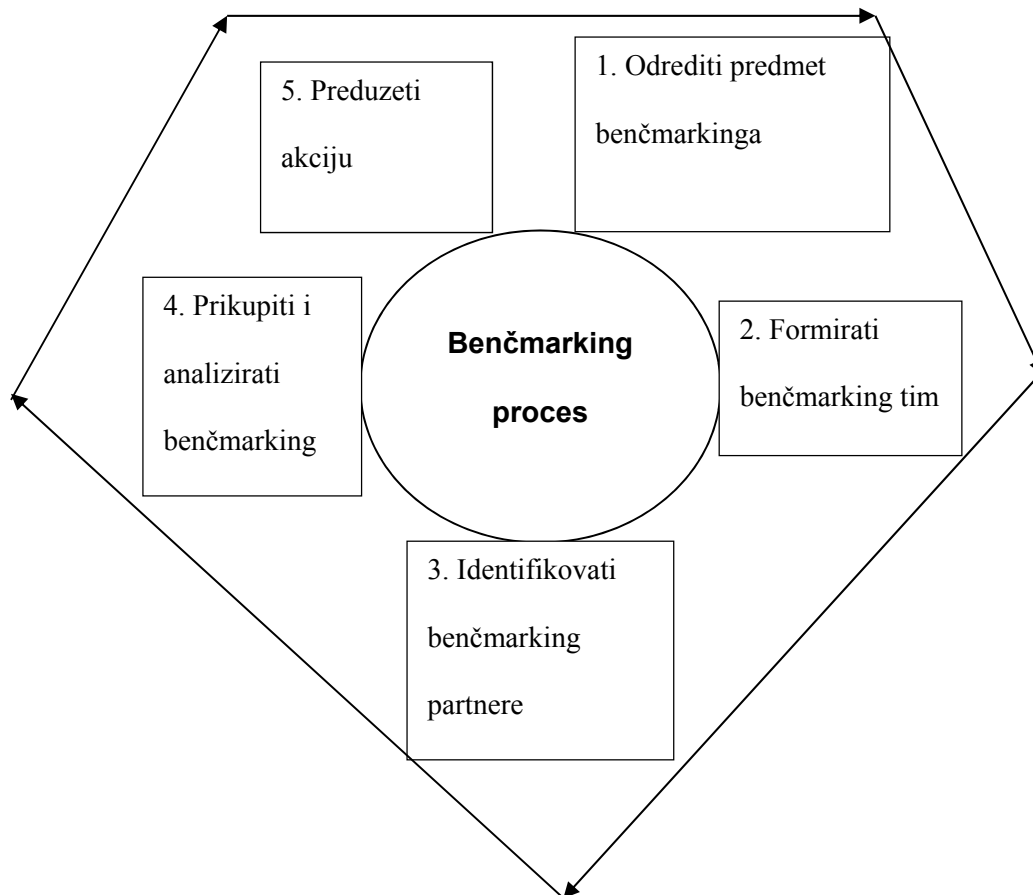 1. Odrediti predmet
benčmarkinga
5. Preduzeti
akciju
4. Prikupiti i
analizirati
benčmarking
Benčmarking
proces
2. Formirati
benčmarking tim
3. Identifikovati
benčmarking
partnere